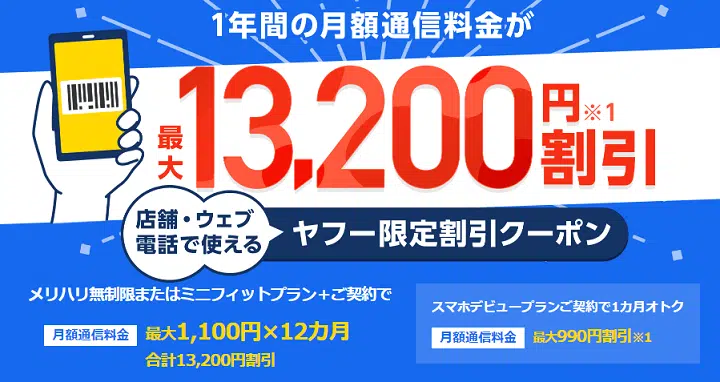 1年間の月額通信料金が
最大
13,200円※1
割引
店舗・ウェブ
電話で使える
ヤフー限定割引クーポン
メリハリ無制限またはミニフィットプラン+ご契約で
月額通信料金 最大1,100円×12カ月
合計13,200円割引
スマホデビュープランご契約で1カ月オトク
月額通信料金 最大990円割引※1